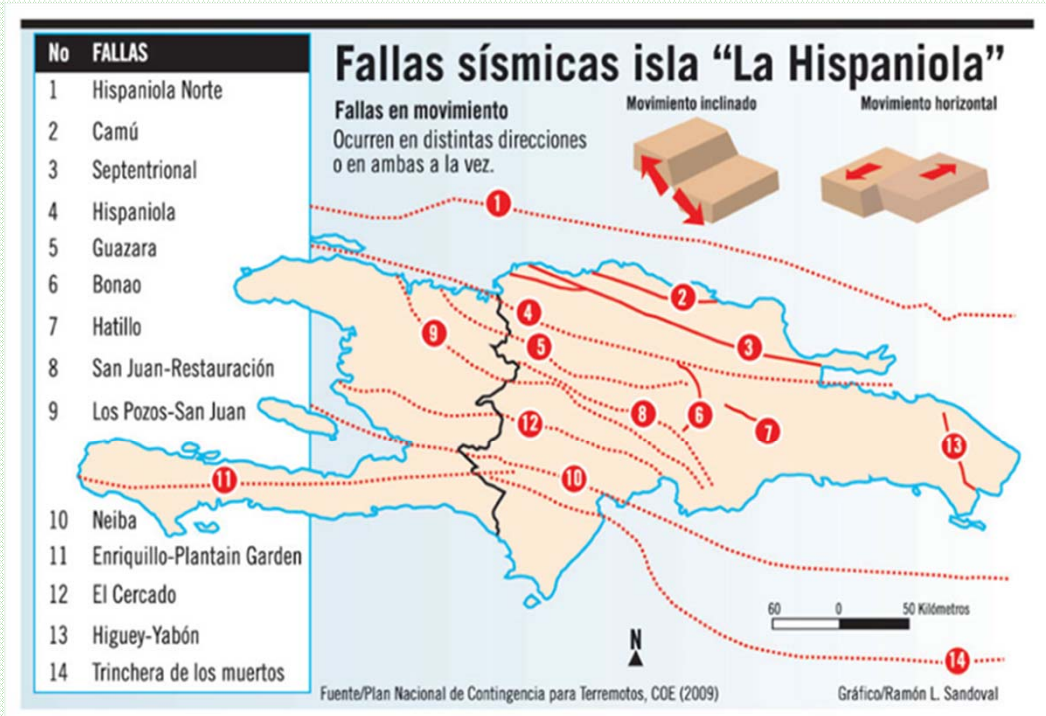 No FALLAS
1 Hispaniola Norte
2 Camú
3 Septentrional
4 Hispaniola
5 Guazara
6 Bonao
7 Hatillo
8 San Juan-Restauración
9 Los Pozos-San Juan
10 Neiba
11 Enriquillo-Plantain Garden
12 El Cercado
13 Higuey-Yabón
14 Trinchera de los muertos
Fallas sísmicas isla “La Hispaniola”
Fallas en movimiento
Ocurren en distintas direcciones
o en ambas a la vez.
Movimiento inclinado
Movimiento horizontal
1
2
4
3
9
5
8
6
12
7
13
11
10
14
60 0 50 Kilómetros
N
Fuente/Plan Nacional de Contingencia para Terremotos, COE (2009)
Gráfico/Ramón L. Sandoval